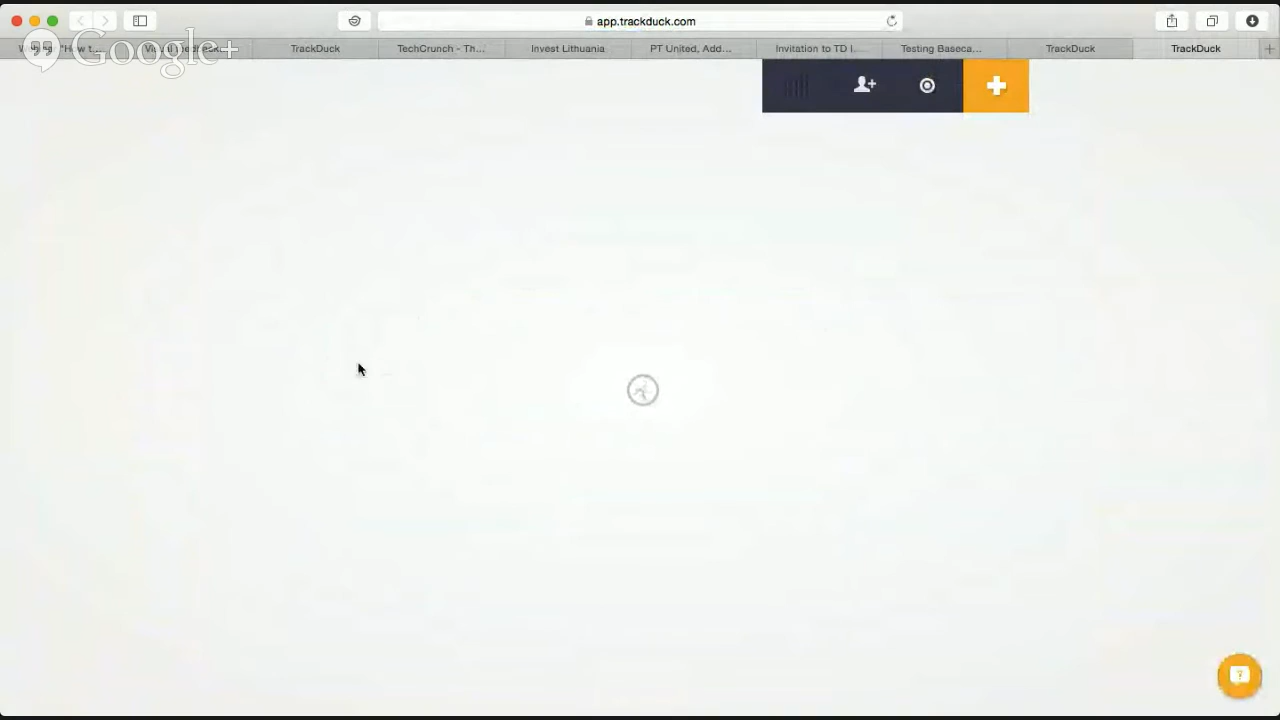 app.trackduck.com
Google+
TrackDuck
TechCrunch - Th...
Invest Lithuania
PT United, Add...
Invitation to TD I...
Testing Baseca...
TrackDuck
TrackDuck
?